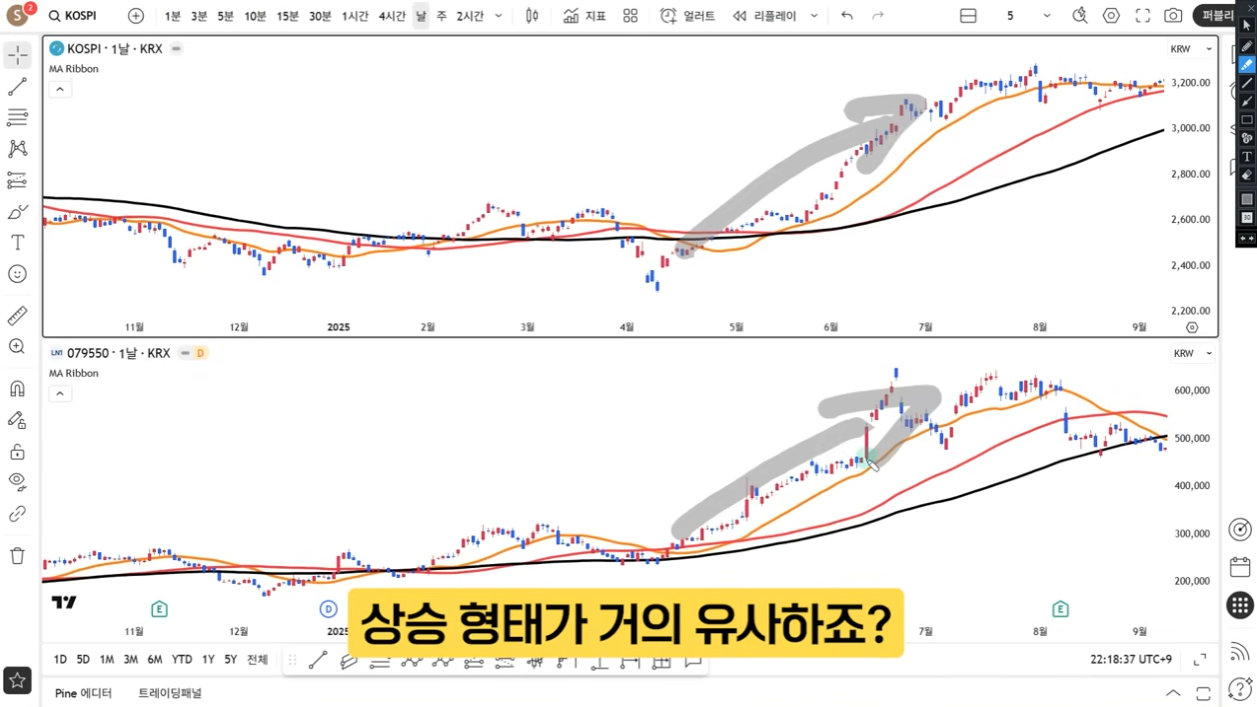 S 2 KOSPI 1분 3분 5분 10분 15분 30분 1시간 4시간 날 주 2시간 지표 얼러트 리플레이 5 퍼블리
KOSPI · 1날 · KRX
KRW
MA Ribbon
3,200.00
3,000.00
2,800.00
2,600.00
2,400.00
2,200.00
11월 12월 2025 2월 3월 4월 5월 6월 7월 8월 9월
LN1 079550 · 1날 · KRX D
KRW
MA Ribbon
600,000
500,000
400,000
300,000
200,000
E D E
11월 12월 2025 7월 8월 9월
상승 형태가 거의 유사하죠?
1D 5D 1M 3M 6M YTD 1Y 5Y 전체
22:18:37 UTC+9
Pine 에디터 트레이딩패널